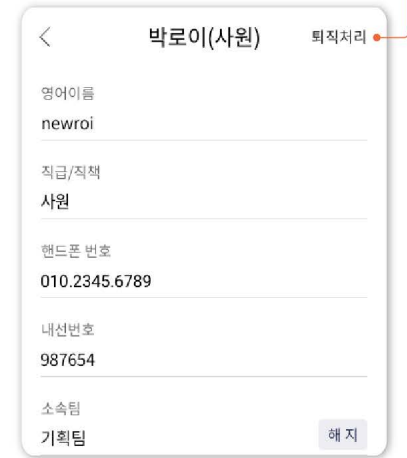 박로이(사원) 퇴직처리
영어이름
newroi
직급/직책
사원
핸드폰 번호
010.2345.6789
내선번호
987654
소속팀
기획팀 해 지